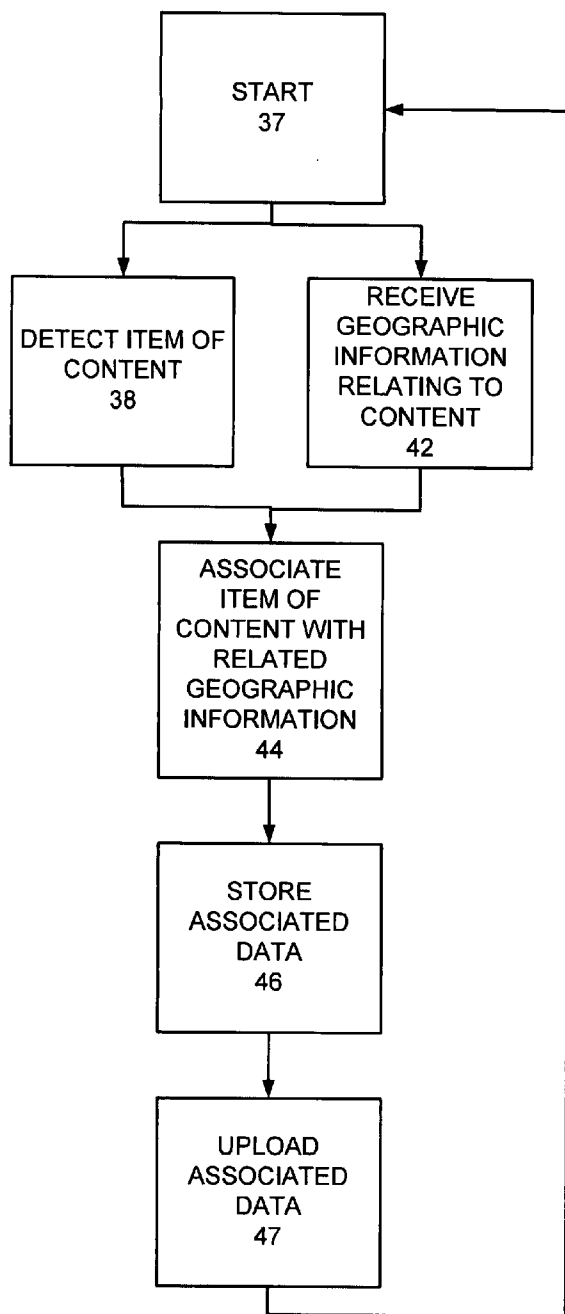 START
37
DETECT ITEM OF
CONTENT
38
RECEIVE
GEOGRAPHIC
INFORMATION
RELATING TO
CONTENT
42
ASSOCIATE
ITEM OF
CONTENT WITH
RELATED
GEOGRAPHIC
INFORMATION
44
STORE
ASSOCIATED
DATA
46
UPLOAD
ASSOCIATED
DATA
47